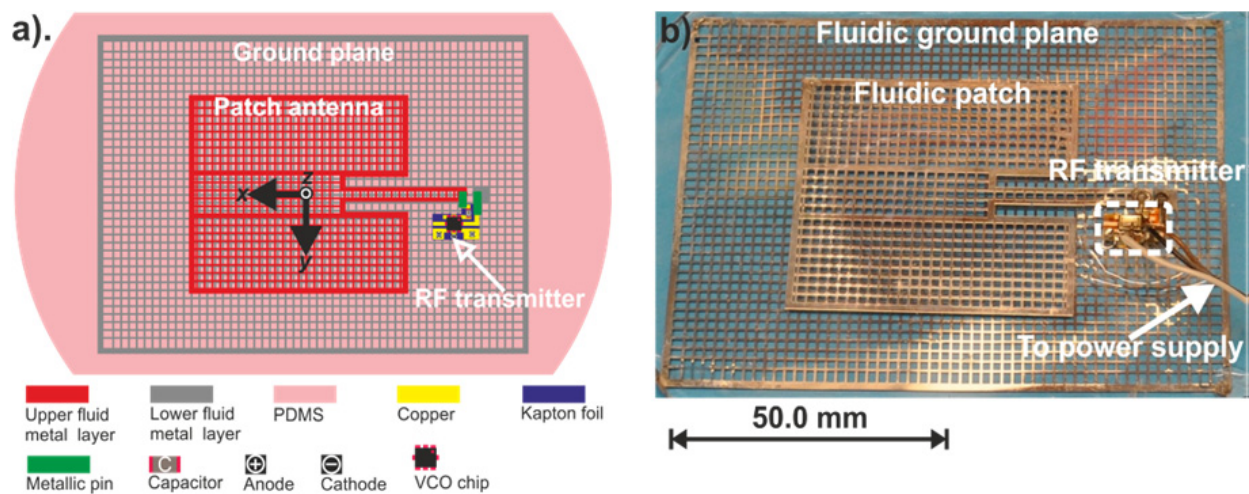 a).
Ground plane
Patch antenna
z
x
y
RF transmitter
Upper fluid
metal layer
Lower fluid
metal layer
PDMS
Copper
Kapton foil
Metallic pin
C
Capacitor
+
Anode
−
Cathode
VCO chip
b).
Fluidic ground plane
Fluidic patch
RF transmitter
To power supply
50.0 mm